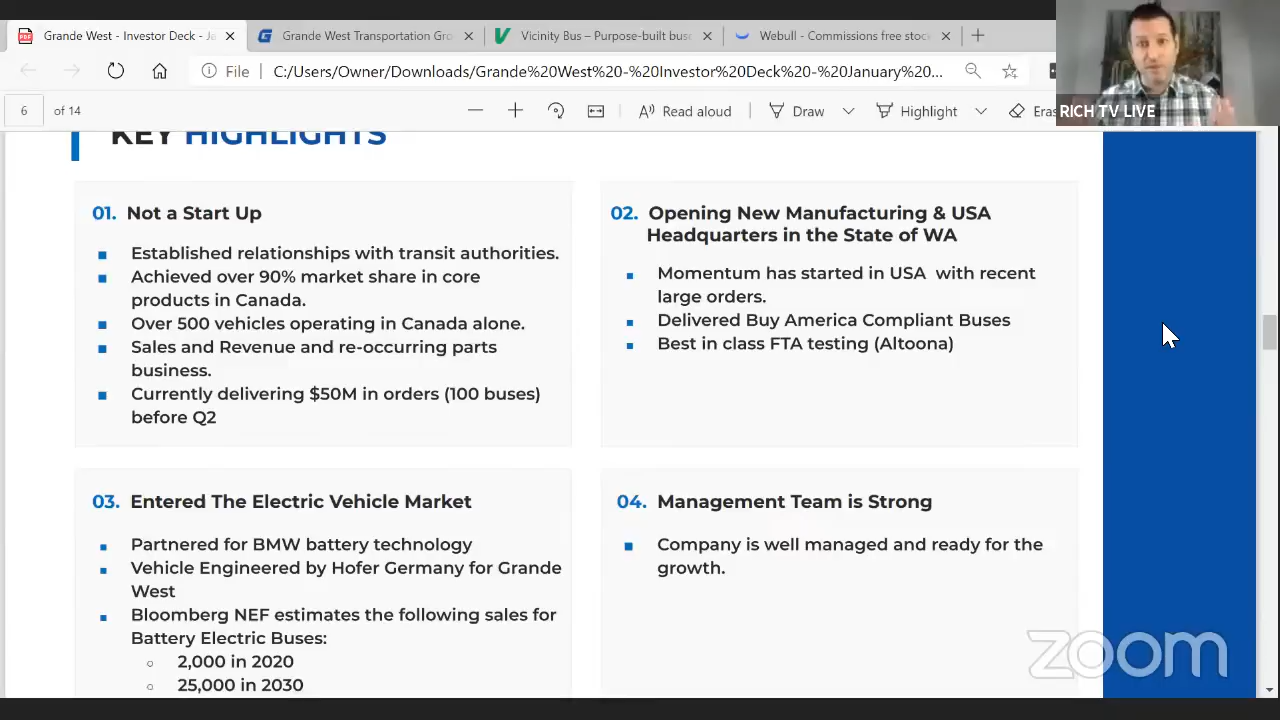 Grande West - Investor Deck - Ja
Grande West Transportation Gro
Vicinity Bus – Purpose-built buse
Webull - Commissions free stoc
File
C:/Users/Owner/Downloads/Grande%20West%20-%20Investor%20Deck%20-%20January%20...
6 of 14
Read aloud
Draw
Highlight
Eras
RICH TV LIVE
KEY HIGHLIGHTS
01. Not a Start Up
Established relationships with transit authorities.
Achieved over 90% market share in core
products in Canada.
Over 500 vehicles operating in Canada alone.
Sales and Revenue and re-occurring parts
business.
Currently delivering $50M in orders (100 buses)
before Q2
02. Opening New Manufacturing & USA
Headquarters in the State of WA
Momentum has started in USA with recent
large orders.
Delivered Buy America Compliant Buses
Best in class FTA testing (Altoona)
03. Entered The Electric Vehicle Market
Partnered for BMW battery technology
Vehicle Engineered by Hofer Germany for Grande
West
Bloomberg NEF estimates the following sales for
Battery Electric Buses:
2,000 in 2020
25,000 in 2030
04. Management Team is Strong
Company is well managed and ready for the
growth.
zoom